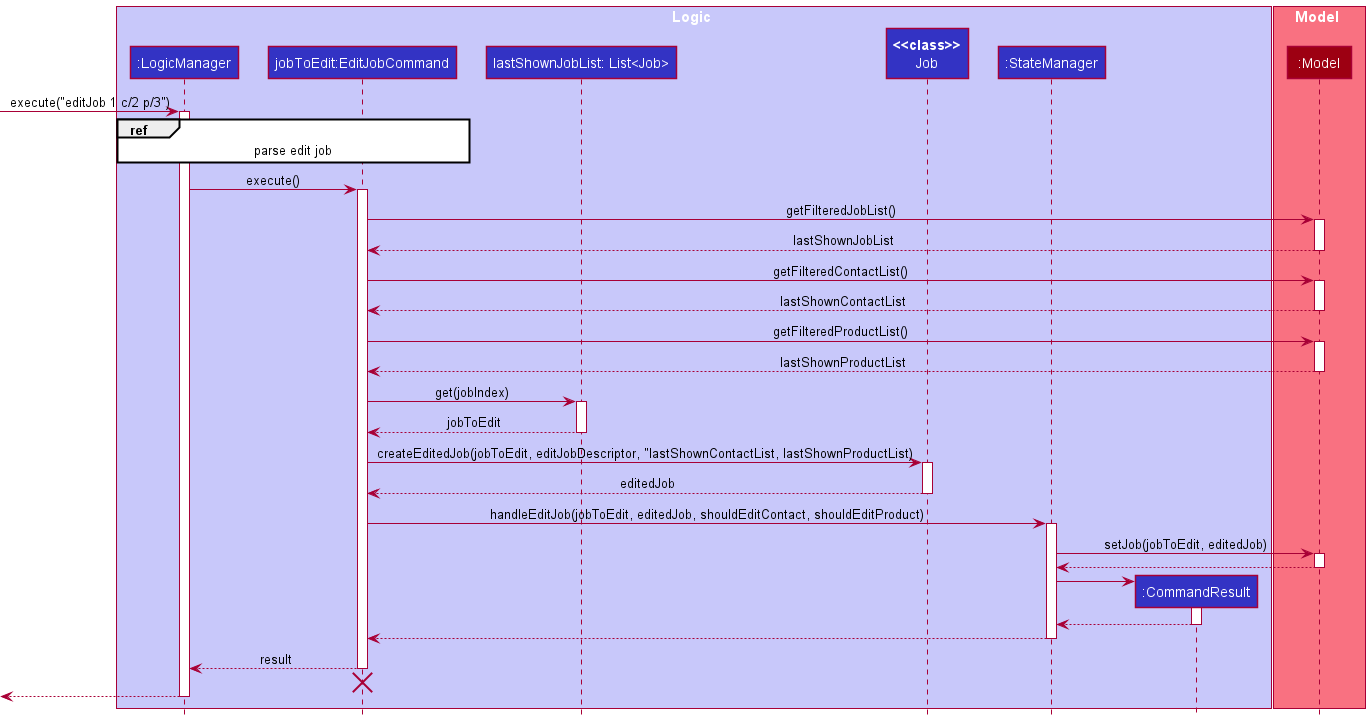 Logic
Model
:LogicManager
jobToEdit:EditJobCommand
lastShownJobList: List<Job>
<<class>>
Job
:StateManager
:Model
execute("editJob 1 c/2 p/3")
ref
parse edit job
execute()
getFilteredJobList()
lastShownJobList
getFilteredContactList()
lastShownContactList
getFilteredProductList()
lastShownProductList
get(jobIndex)
jobToEdit
createEditedJob(jobToEdit, editJobDescriptor, "lastShownContactList, lastShownProductList)
editedJob
handleEditJob(jobToEdit, editedJob, shouldEditContact, shouldEditProduct)
setJob(jobToEdit, editedJob)
:CommandResult
result